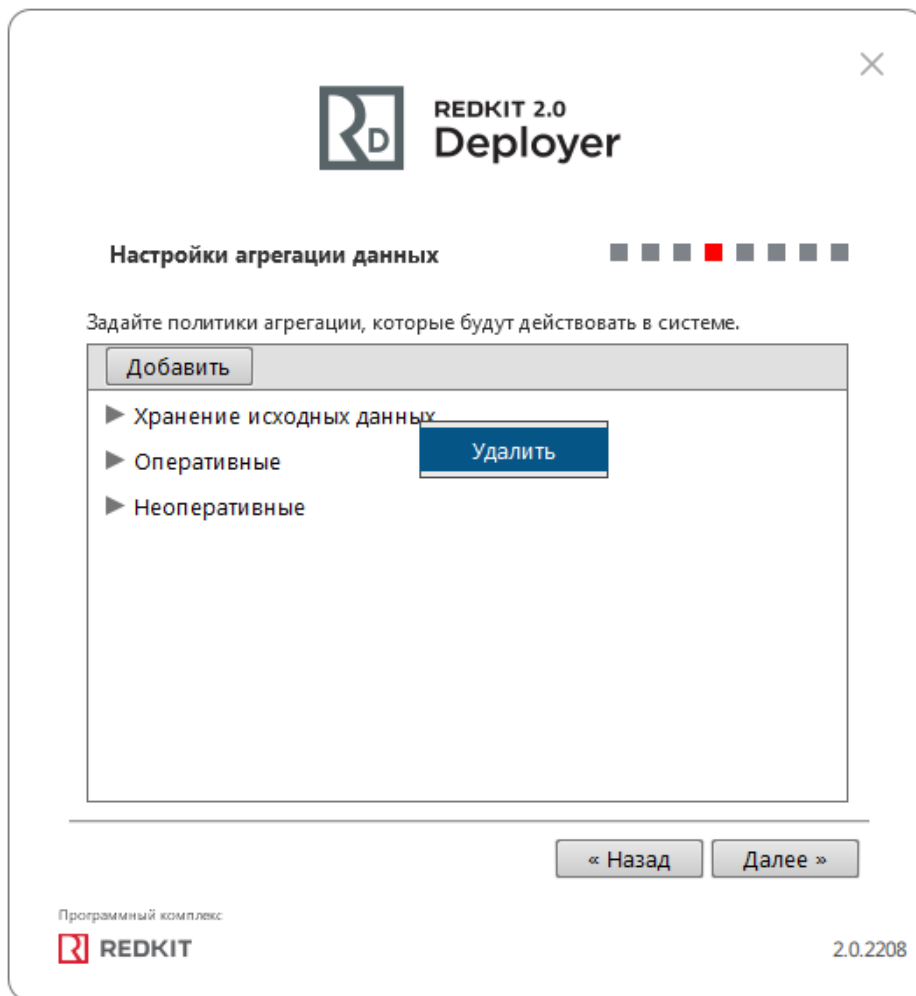 RD
REDKIT 2.0
Deployer
Настройки агрегации данных
Задайте политики агрегации, которые будут действовать в системе.
Добавить
Хранение исходных данных
Удалить
Оперативные
Неоперативные
« Назад
Далее »
Программный комплекс
REDKIT
2.0.2208